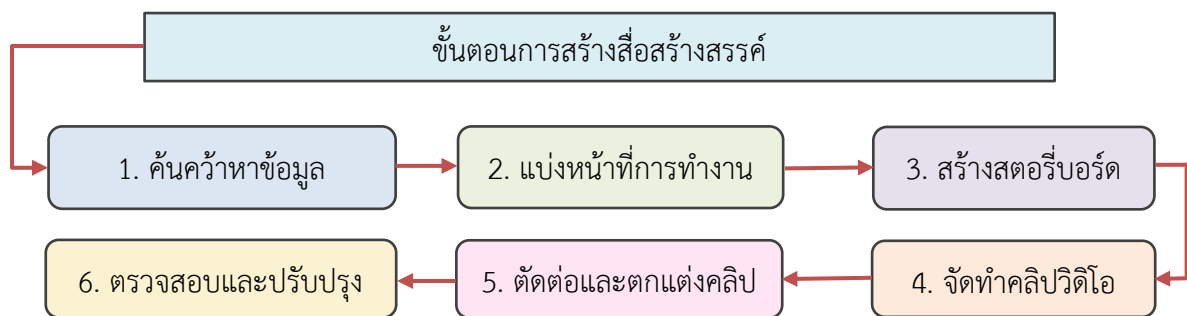 ขั้นตอนการสร้างสื่อสร้างสรรค์
1. ค้นคว้าหาข้อมูล
2. แบ่งหน้าที่การทำงาน
3. สร้างสตอรี่บอร์ด
4. จัดทำคลิปวิดิโอ
5. ตัดต่อและตกแต่งคลิป
6. ตรวจสอบและปรับปรุง